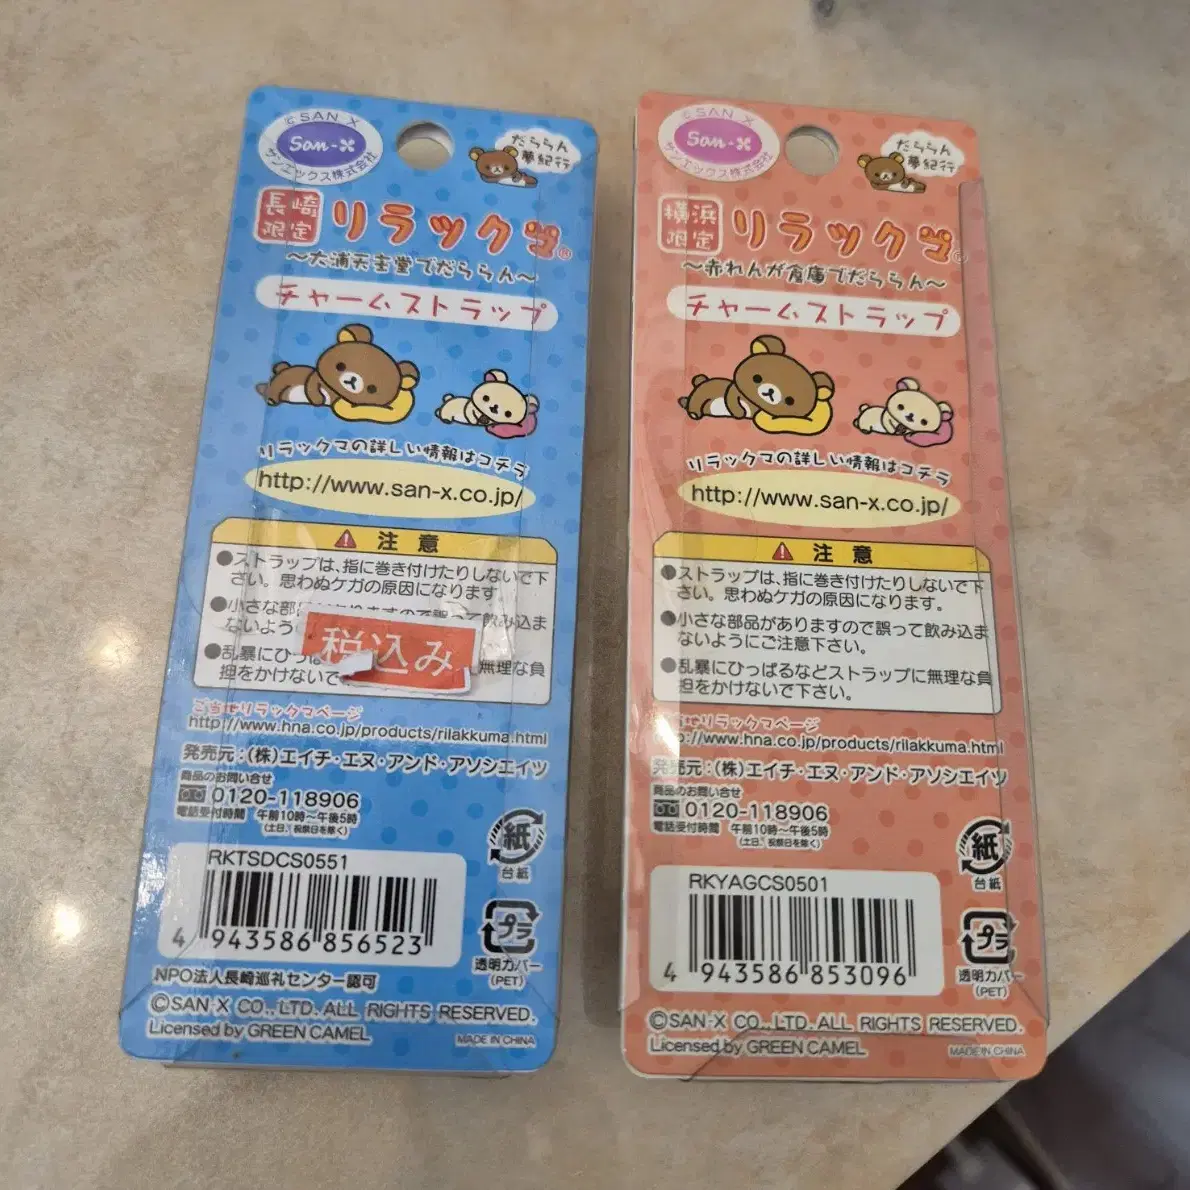 ©SAN X
San-X
サンエックス株式会社
だららん
夢紀行
長崎
限定
リラックマ®
～大浦天主堂でだららん～
チャームストラップ
リラックマの詳しい情報はコチラ
http://www.san-x.co.jp/
注意
●ストラップは、指に巻き付けたりしないで下
さい。思わぬケガの原因になります。
●小さな部品がありますので誤って飲み込ま
ないよう
●乱暴にひっぱ
無理な負
担をかけないで
税込み
ご当地リラックマページ
http://www.hna.co.jp/products/rilakkuma.html
発売元：(株)エイチ・エヌ・アンド・アソシエイツ
商品のお問い合せ
0120-118906
電話受付時間 午前10時～午後5時
(土日、祝祭日を除く)
紙
台紙
RKTSDCS0551
4 943586 856523
プラ
透明カバー
(PET)
NPO法人長崎巡礼センター認可
©SAN-X CO.,LTD. ALL RIGHTS RESERVED.
Licensed by GREEN CAMEL
MADE IN CHINA
©SAN X
San-X
サンエックス株式会社
だららん
夢紀行
横浜
限定
リラックマ®
～赤れんが倉庫でだららん～
チャームストラップ
リラックマの詳しい情報はコチラ
http://www.san-x.co.jp/
注意
●ストラップは、指に巻き付けたりしないで下
さい。思わぬケガの原因になります。
●小さな部品がありますので誤って飲み込ま
ないようにご注意下さい。
●乱暴にひっぱるなどストラップに無理な負
担をかけないで下さい。
ご当地リラックマページ
p://www.hna.co.jp/products/rilakkuma.html
発売元：(株)エイチ・エヌ・アンド・アソシエイツ
商品のお問い合せ
0120-118906
電話受付時間 午前10時～午後5時
(土日、祝祭日を除く)
紙
台紙
RKYAGCS0501
4 943586 853096
プラ
透明カバー
(PET)
©SAN-X CO.,LTD. ALL RIGHTS RESERVED.
Licensed by GREEN CAMEL
MADE IN CHINA